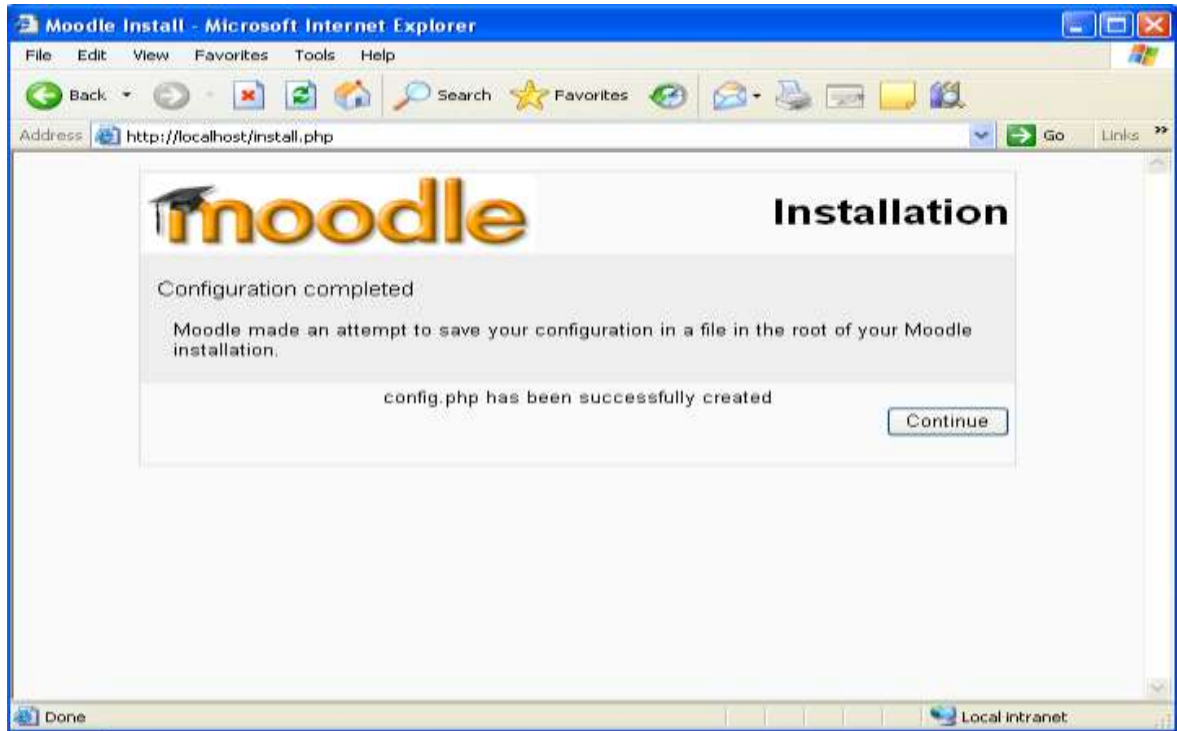 Moodle Install - Microsoft Internet Explorer
File Edit View Favorites Tools Help
Back Search Favorites
Address http://localhost/install.php Go Links »
moodle Installation
Configuration completed
Moodle made an attempt to save your configuration in a file in the root of your Moodle
installation.
config.php has been successfully created
Continue
Done Local intranet